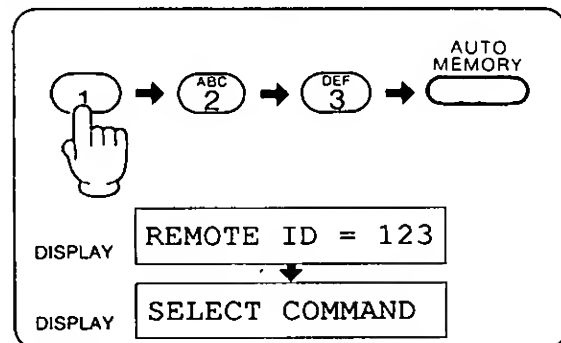 AUTO
MEMORY
1 ABC 2 DEF 3
DISPLAY REMOTE ID = 123
DISPLAY SELECT COMMAND